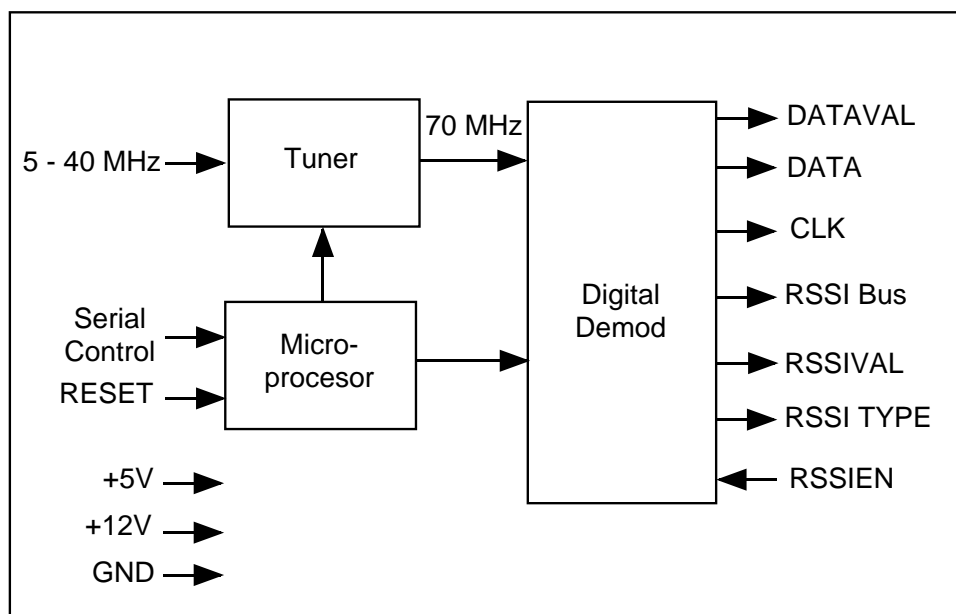 5 - 40 MHz
Tuner
70 MHz
Serial
Control
RESET
Micro-
procesor
Digital
Demod
DATAVAL
DATA
CLK
RSSI Bus
RSSIVAL
RSSI TYPE
RSSIEN
+5V
+12V
GND